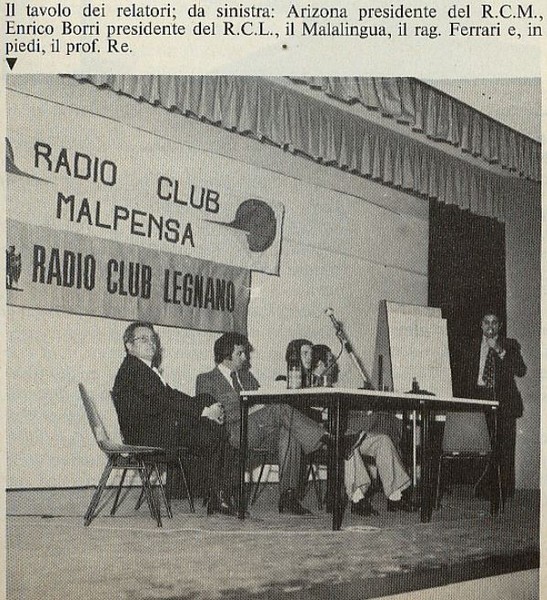 Il tavolo dei relatori; da sinistra: Arizona presidente del R.C.M.,
Enrico Borri presidente del R.C.L., il Malalingua, il rag. Ferrari e, in
piedi, il prof. Re.
RADIO CLUB
MALPENSA
RADIO CLUB LEGNANO